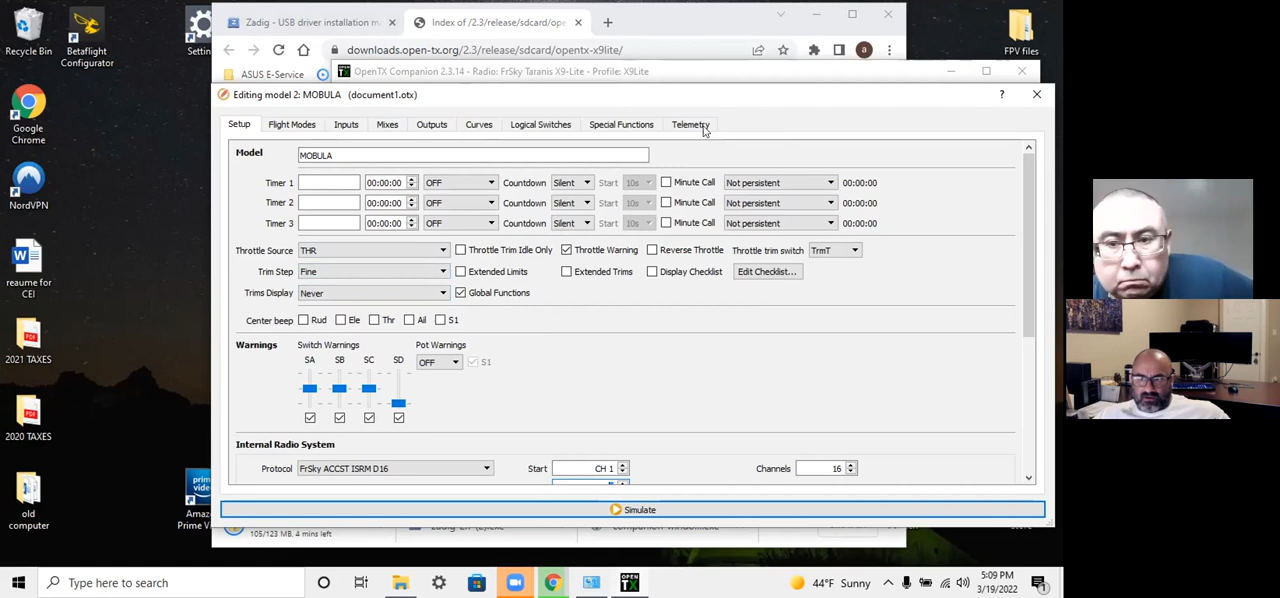 Recycle Bin
Betaflight
Configurator
Google
Chrome
NordVPN
reaume for
CEI
2021 TAXES
2020 TAXES
old
computer
Settin
prime
video
Amaz
Prime V
FPV files
Zadig - USB driver installation m
Index of /2.3/release/sdcard/ope
downloads.open-tx.org/2.3/release/sdcard/opentx-x9lite/
a
ASUS E-Service
OpenTX Companion 2.3.14 - Radio: FrSky Taranis X9-Lite - Profile: X9Lite
Editing model 2: MOBULA (document1.otx)
Setup Flight Modes Inputs Mixes Outputs Curves Logical Switches Special Functions Telemetry
Model MOBULA
Timer 1 00:00:00 OFF Countdown Silent Start 10s Minute Call Not persistent 00:00:00
Timer 2 00:00:00 OFF Countdown Silent Start 10s Minute Call Not persistent 00:00:00
Timer 3 00:00:00 OFF Countdown Silent Start 10s Minute Call Not persistent 00:00:00
Throttle Source THR Throttle Trim Idle Only Throttle Warning Reverse Throttle Throttle trim switch TrmT
Trim Step Fine Extended Limits Extended Trims Display Checklist Edit Checklist...
Trims Display Never Global Functions
Center beep Rud Ele Thr Ail S1
Warnings Switch Warnings Pot Warnings
SA SB SC SD OFF S1
Internal Radio System
Protocol FrSky ACCST ISRM D16 Start CH 1 Channels 16
Simulate
105/123 MB, 4 mins left
Type here to search
OPEN
TX
44°F Sunny
5:09 PM
3/19/2022
1